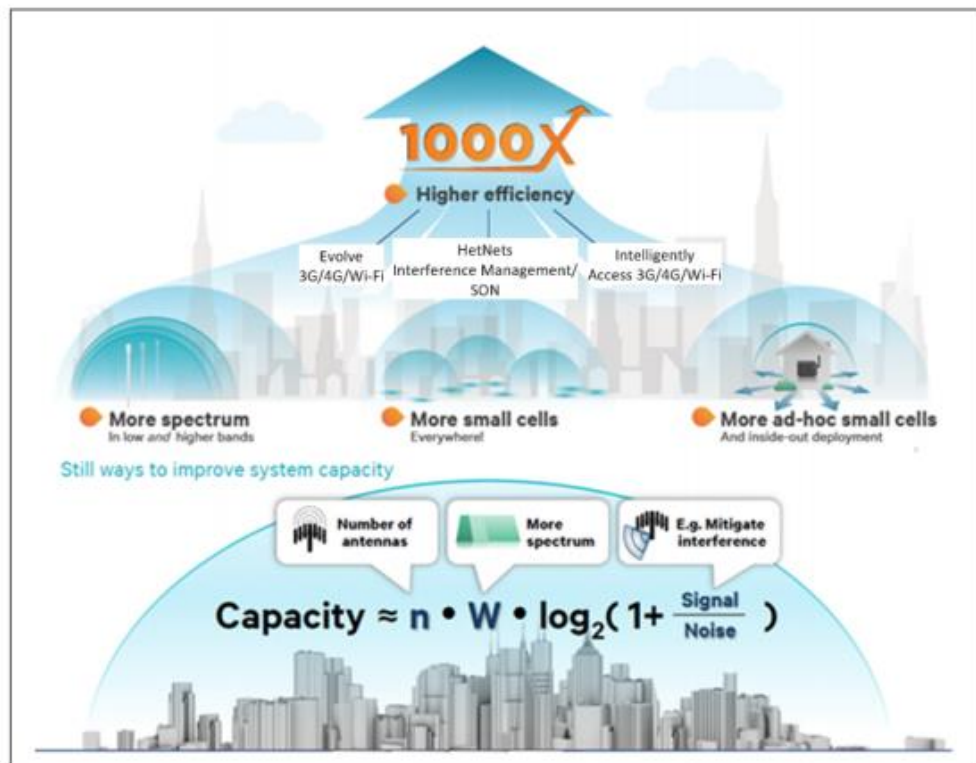 1000X
Higher efficiency
Evolve
3G/4G/Wi-Fi
HetNets
Interference Management/
SON
Intelligently
Access 3G/4G/Wi-Fi
More spectrum
In low and higher bands
More small cells
Everywhere!
More ad-hoc small cells
And inside-out deployment
Still ways to improve system capacity
Number of
antennas
More
spectrum
E.g. Mitigate
interference
Capacity ≈ n • W • log₂(1+ Signal/Noise )